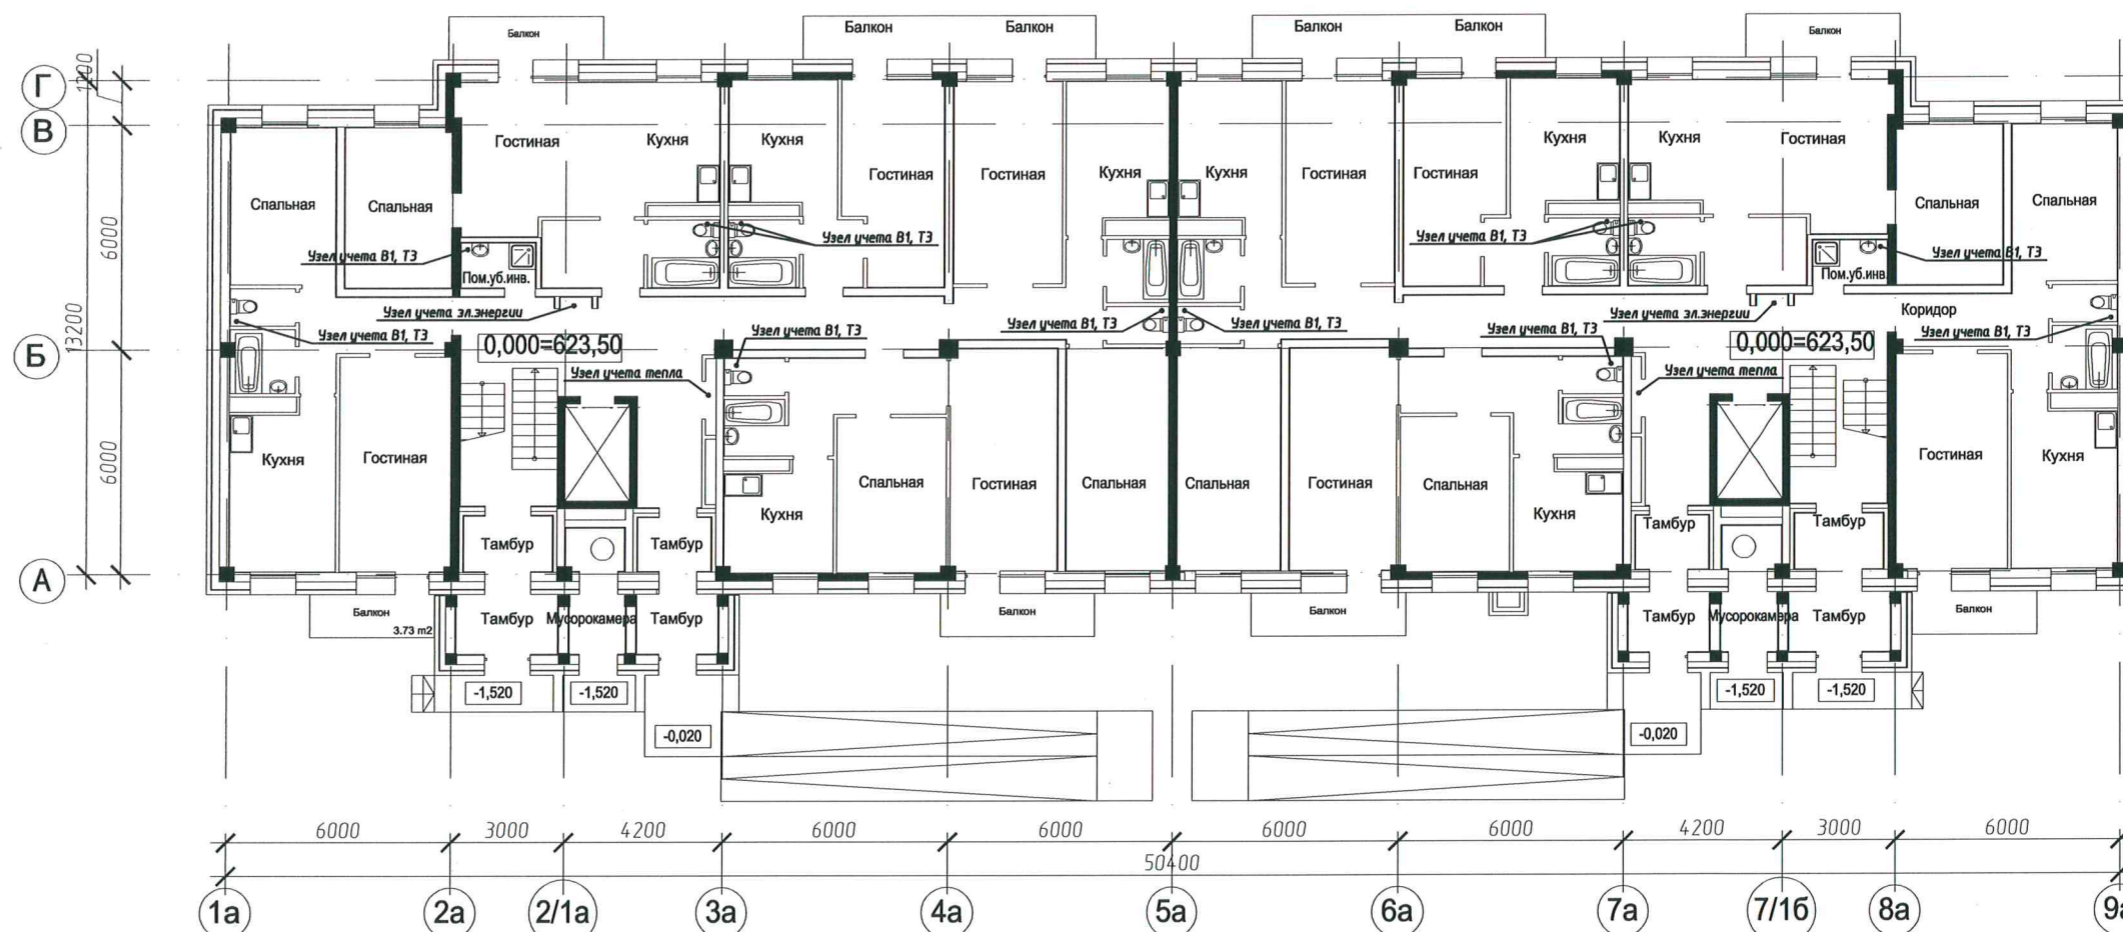 Балкон
Балкон
Балкон
Балкон
Балкон
Балкон
1200
Г
В
Гостиная
Кухня
Кухня
Гостиная
Гостиная
Кухня
Кухня
Гостиная
Гостиная
Кухня
Кухня
Гостиная
Спальная
Спальная
Спальная
Спальная
6000
Узел учета В1, Т3
Узел учета В1, Т3
Узел учета В1, Т3
Узел учета В1, Т3
Пом.уб.инв.
Пом.уб.инв.
Узел учета эл.энергии
Узел учета эл.энергии
Коридор
13200
Узел учета В1, Т3
Узел учета В1, Т3
Узел учета В1, Т3
Узел учета В1, Т3
Узел учета В1, Т3
Узел учета В1, Т3
Б
0,000=623,50
0,000=623,50
Узел учета тепла
Узел учета тепла
6000
Кухня
Гостиная
Спальная
Гостиная
Спальная
Спальная
Гостиная
Спальная
Гостиная
Кухня
Кухня
Кухня
Тамбур
Тамбур
Тамбур
Тамбур
А
Балкон
3.73 m2
Тамбур
Мусорокамера
Тамбур
Балкон
Балкон
Тамбур
Мусорокамера
Тамбур
Балкон
-1,520
-1,520
-1,520
-1,520
-0,020
-0,020
6000
3000
4200
6000
6000
6000
6000
4200
3000
6000
50400
1а
2а
2/1а
3а
4а
5а
6а
7а
7/1б
8а
9а